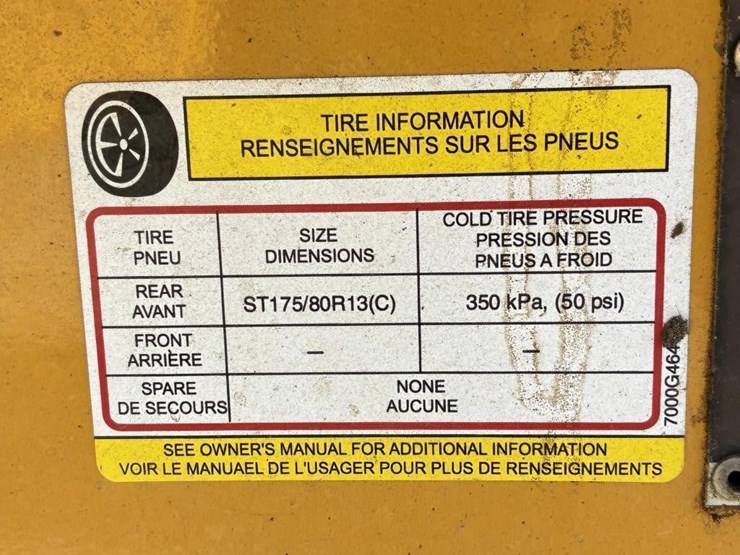 TIRE INFORMATION
RENSEIGNEMENTS SUR LES PNEUS
TIRE
PNEU
SIZE
DIMENSIONS
COLD TIRE PRESSURE
PRESSION DES
PNEUS A FROID
REAR
AVANT
ST175/80R13(C)
350 kPa, (50 psi)
FRONT
ARRIÈRE
–
–
SPARE
DE SECOURS
NONE
AUCUNE
7000G464
SEE OWNER'S MANUAL FOR ADDITIONAL INFORMATION
VOIR LE MANUAEL DE L'USAGER POUR PLUS DE RENSEIGNEMENTS